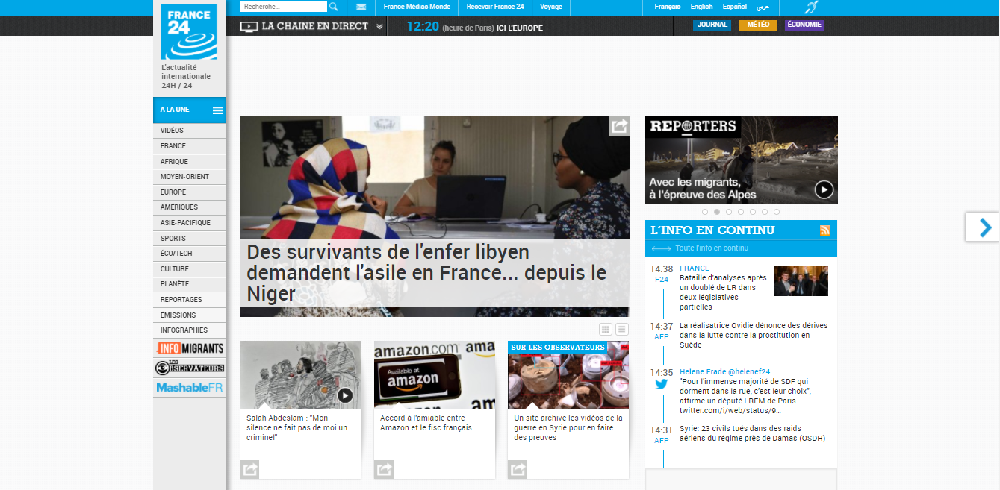 Recherche...
France Médias Monde
Recevoir France 24
Voyage
Français
English
Español
عربي
FRANCE
24
L'actualité
internationale
24H / 24
LA CHAINE EN DIRECT
12:20 (heure de Paris) ICI L'EUROPE
JOURNAL
MÉTÉO
ÉCONOMIE
A LA UNE
VIDÉOS
FRANCE
AFRIQUE
MOYEN-ORIENT
EUROPE
AMÉRIQUES
ASIE-PACIFIQUE
SPORTS
ÉCO/TECH
CULTURE
PLANÈTE
REPORTAGES
ÉMISSIONS
INFOGRAPHIES
INFOMIGRANTS
LES
OBSERVATEURS
MashableFR
Des survivants de l'enfer libyen
demandent l'asile en France... depuis le
Niger
Salah Abdeslam : "Mon
silence ne fait pas de moi un
criminel"
amazon.com
Available at
amazon
Accord à l'amiable entre
Amazon et le fisc français
SUR LES OBSERVATEURS
Un site archive les vidéos de la
guerre en Syrie pour en faire
des preuves
REPORTERS
Avec les migrants,
à l'épreuve des Alpes
L'INFO EN CONTINU
Toute l'info en continu
14:38 FRANCE
F24 Bataille d'analyses après
un doublé de LR dans
deux législatives
partielles
14:37 La réalisatrice Ovidie dénonce des dérives
AFP dans la lutte contre la prostitution en
Suède
14:35 Helene Frade @helenef24
"Pour l'immense majorité de SDF qui
dorment dans la rue, c'est leur choix",
affirme un député LREM de Paris…
twitter.com/i/web/status/9…
14:31 Syrie: 23 civils tués dans des raids
AFP aériens du régime près de Damas (OSDH)